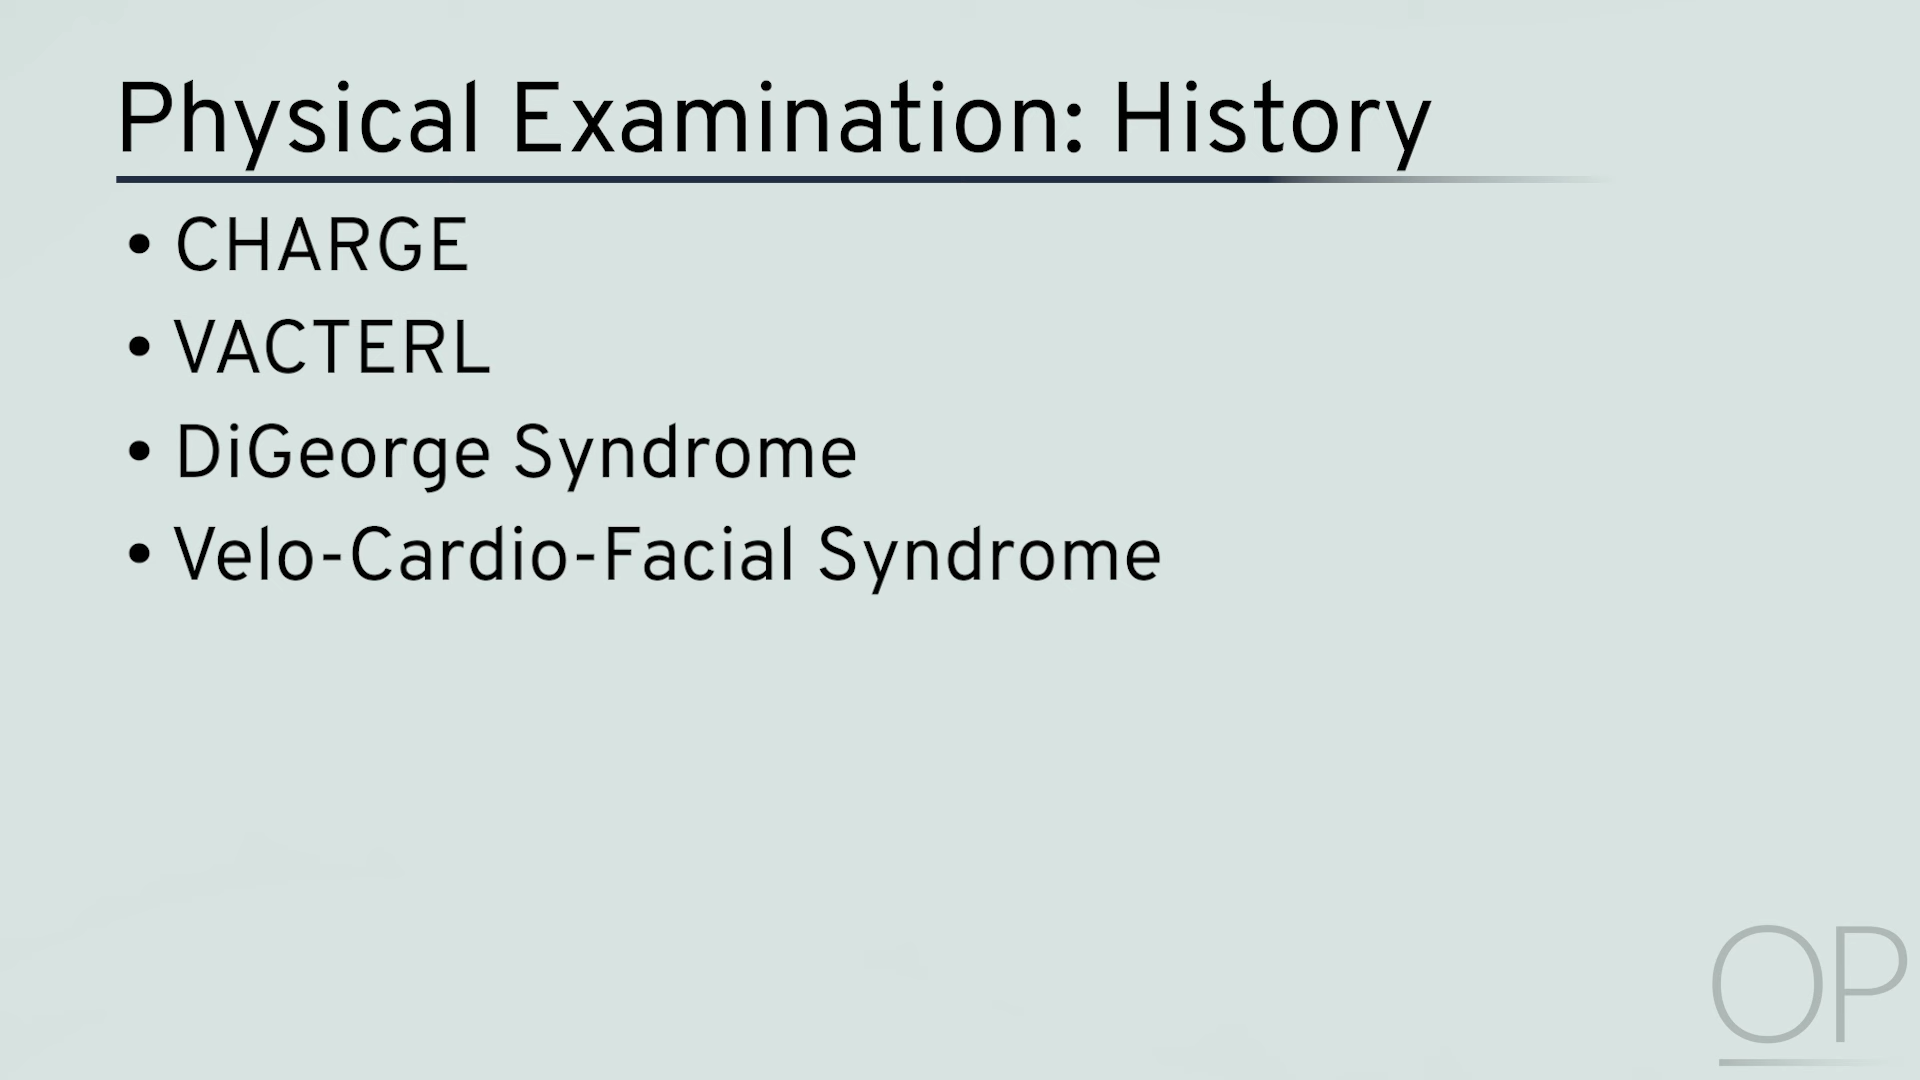 Physical Examination: History
• CHARGE
• VACTERL
• DiGeorge Syndrome
• Velo-Cardio-Facial Syndrome
OP